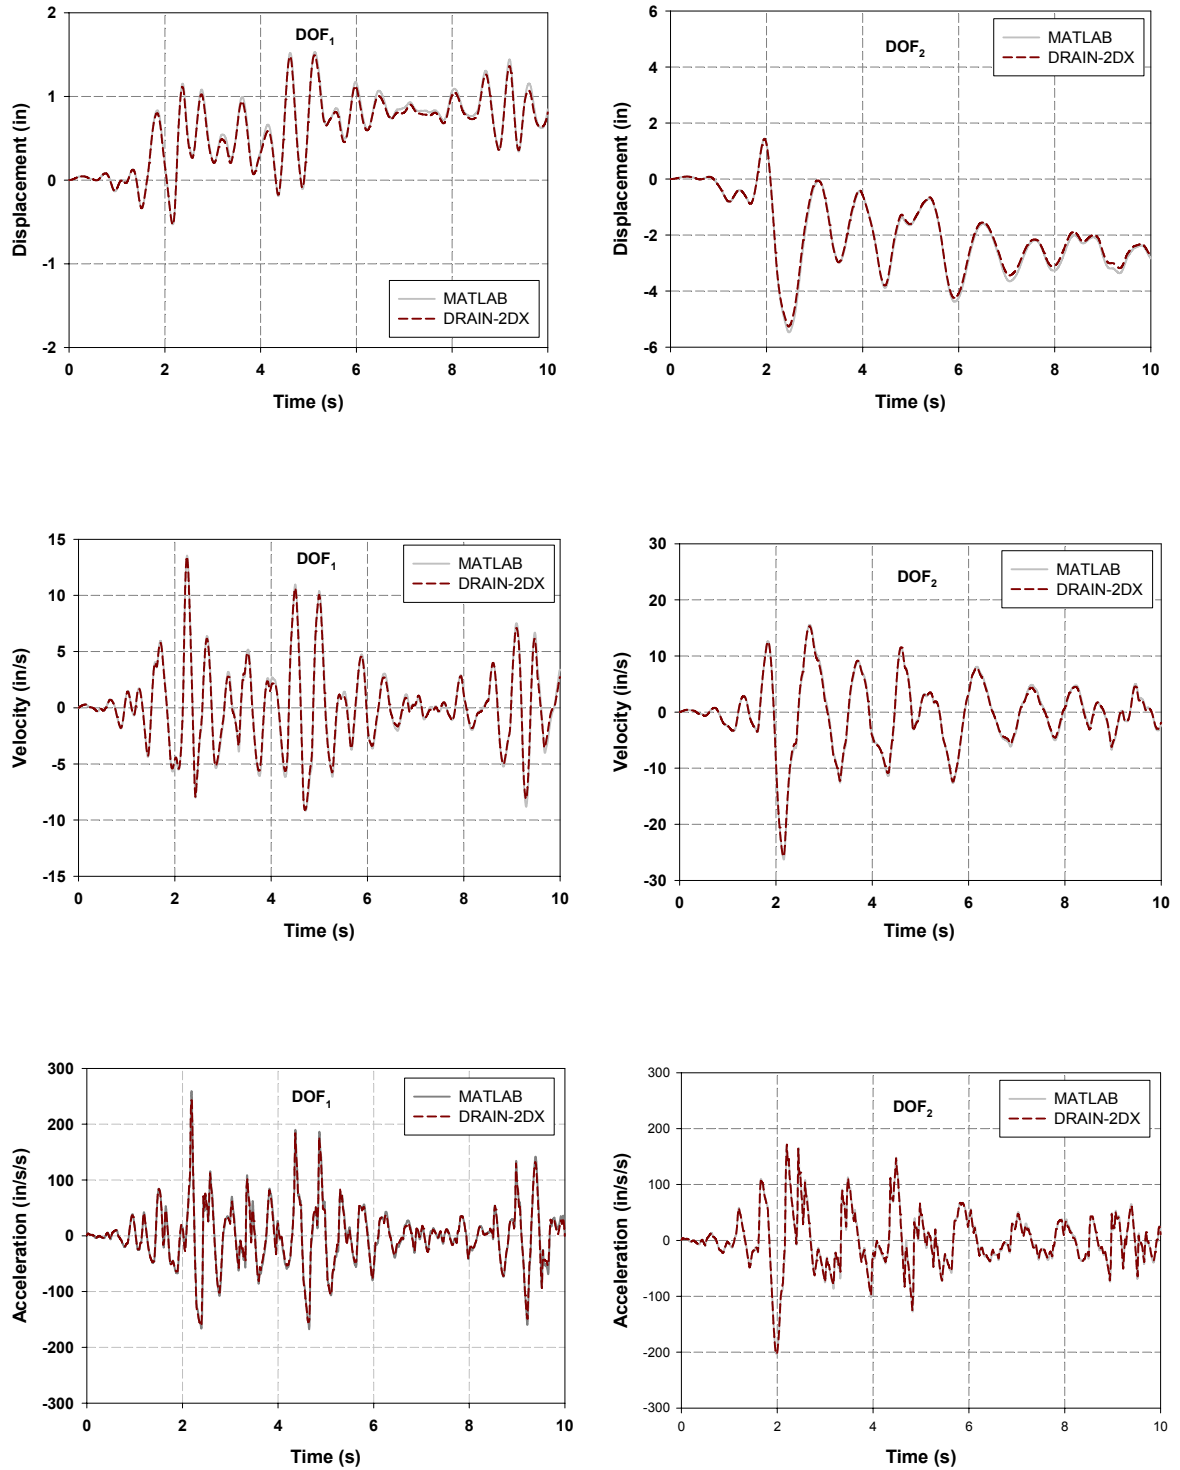 DOF1
Displacement (in)
2
1
0
1
-2
MATLAB
DRAIN-2DX
0 2 4 6 8 10
Time (s)
DOF2
Displacement (in)
6
4
2
0
-2
-4
-6
MATLAB
DRAIN-2DX
0 2 4 6 8 10
Time (s)
DOF1
Velocity (in/s)
15
10
5
0
-5
-10
-15
MATLAB
DRAIN-2DX
0 2 4 6 8 10
Time (s)
DOF2
Velocity (in/s)
30
20
10
0
-10
-20
-30
MATLAB
DRAIN-2DX
0 2 4 6 8 10
Time (s)
DOF1
Acceleration (in/s/s)
300
200
100
0
-100
-200
-300
MATLAB
DRAIN-2DX
0 2 4 6 8 10
Time (s)
DOF2
Acceleration (in/s/s)
300
200
100
0
-100
-200
-300
MATLAB
DRAIN-2DX
0 2 4 6 8 10
Time (s)